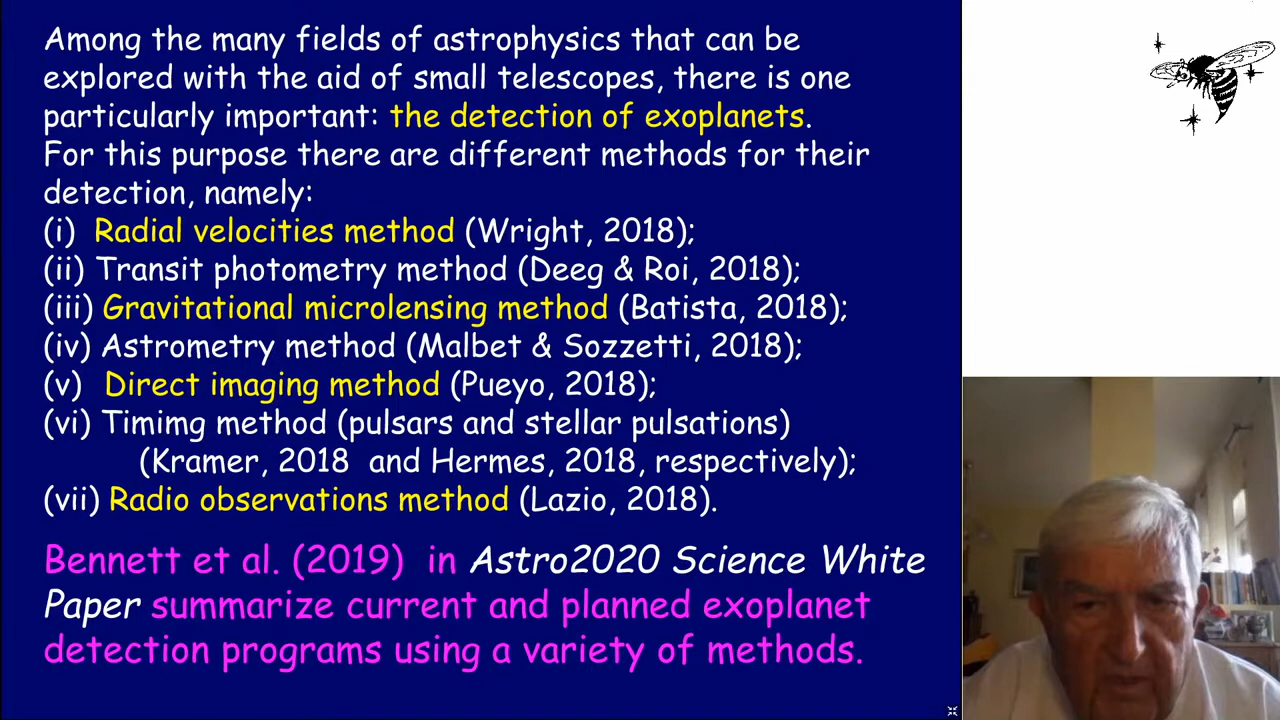 Among the many fields of astrophysics that can be
explored with the aid of small telescopes, there is one
particularly important: the detection of exoplanets.
For this purpose there are different methods for their
detection, namely:
(i) Radial velocities method (Wright, 2018);
(ii) Transit photometry method (Deeg & Roi, 2018);
(iii) Gravitational microlensing method (Batista, 2018);
(iv) Astrometry method (Malbet & Sozzetti, 2018);
(v) Direct imaging method (Pueyo, 2018);
(vi) Timimg method (pulsars and stellar pulsations)
(Kramer, 2018 and Hermes, 2018, respectively);
(vii) Radio observations method (Lazio, 2018).
Bennett et al. (2019) in Astro2020 Science White
Paper summarize current and planned exoplanet
detection programs using a variety of methods.